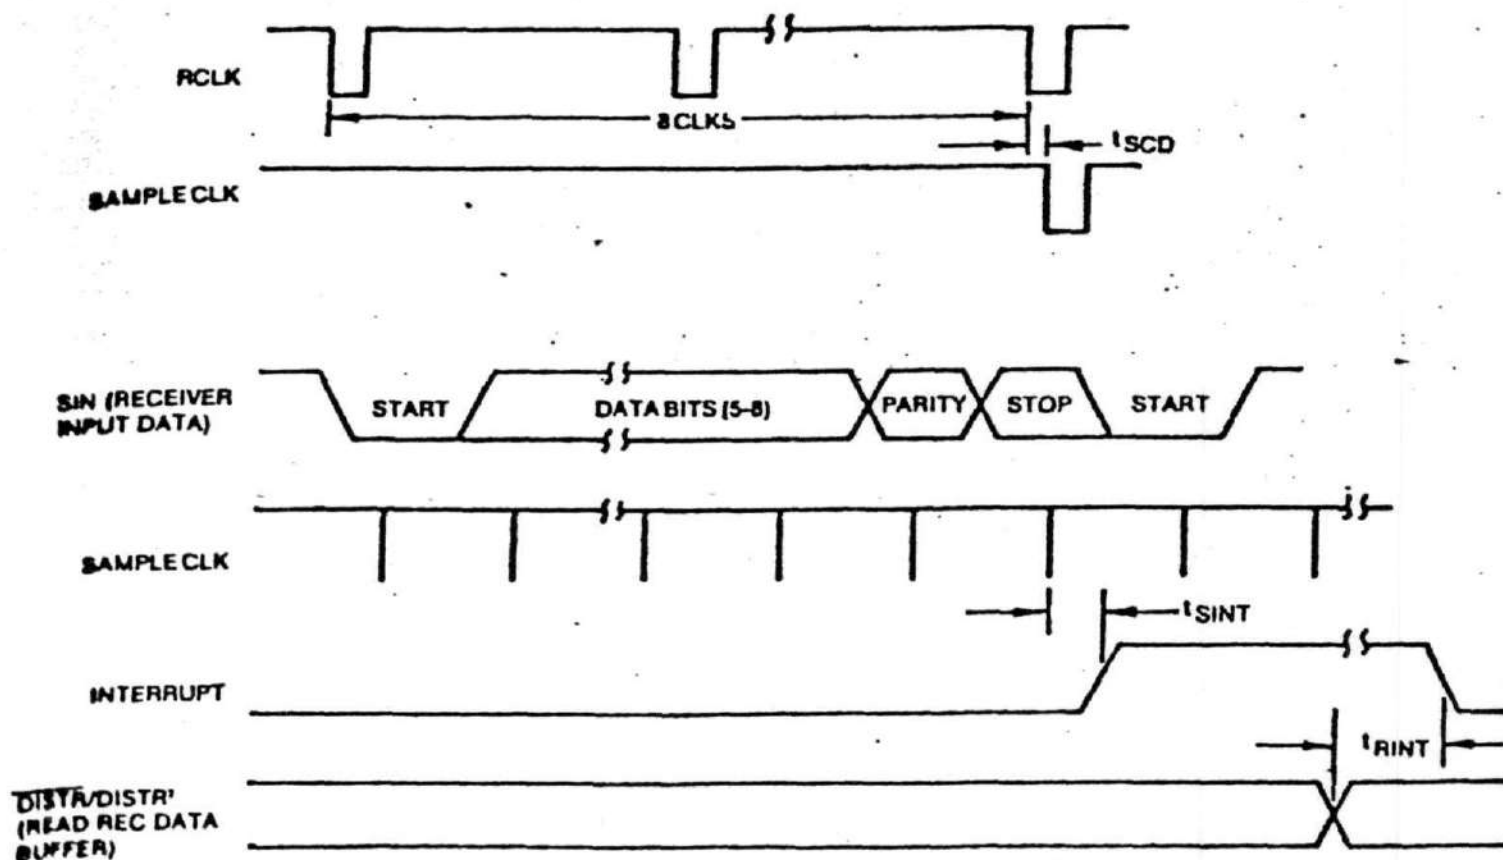 RCLK
8 CLKS
tSCD
SAMPLE CLK
SIN (RECEIVER
INPUT DATA)
START
DATA BITS (5-8)
PARITY
STOP
START
SAMPLE CLK
tSINT
INTERRUPT
tRINT
DISTR/DISTR'
(READ REC DATA
BUFFER)